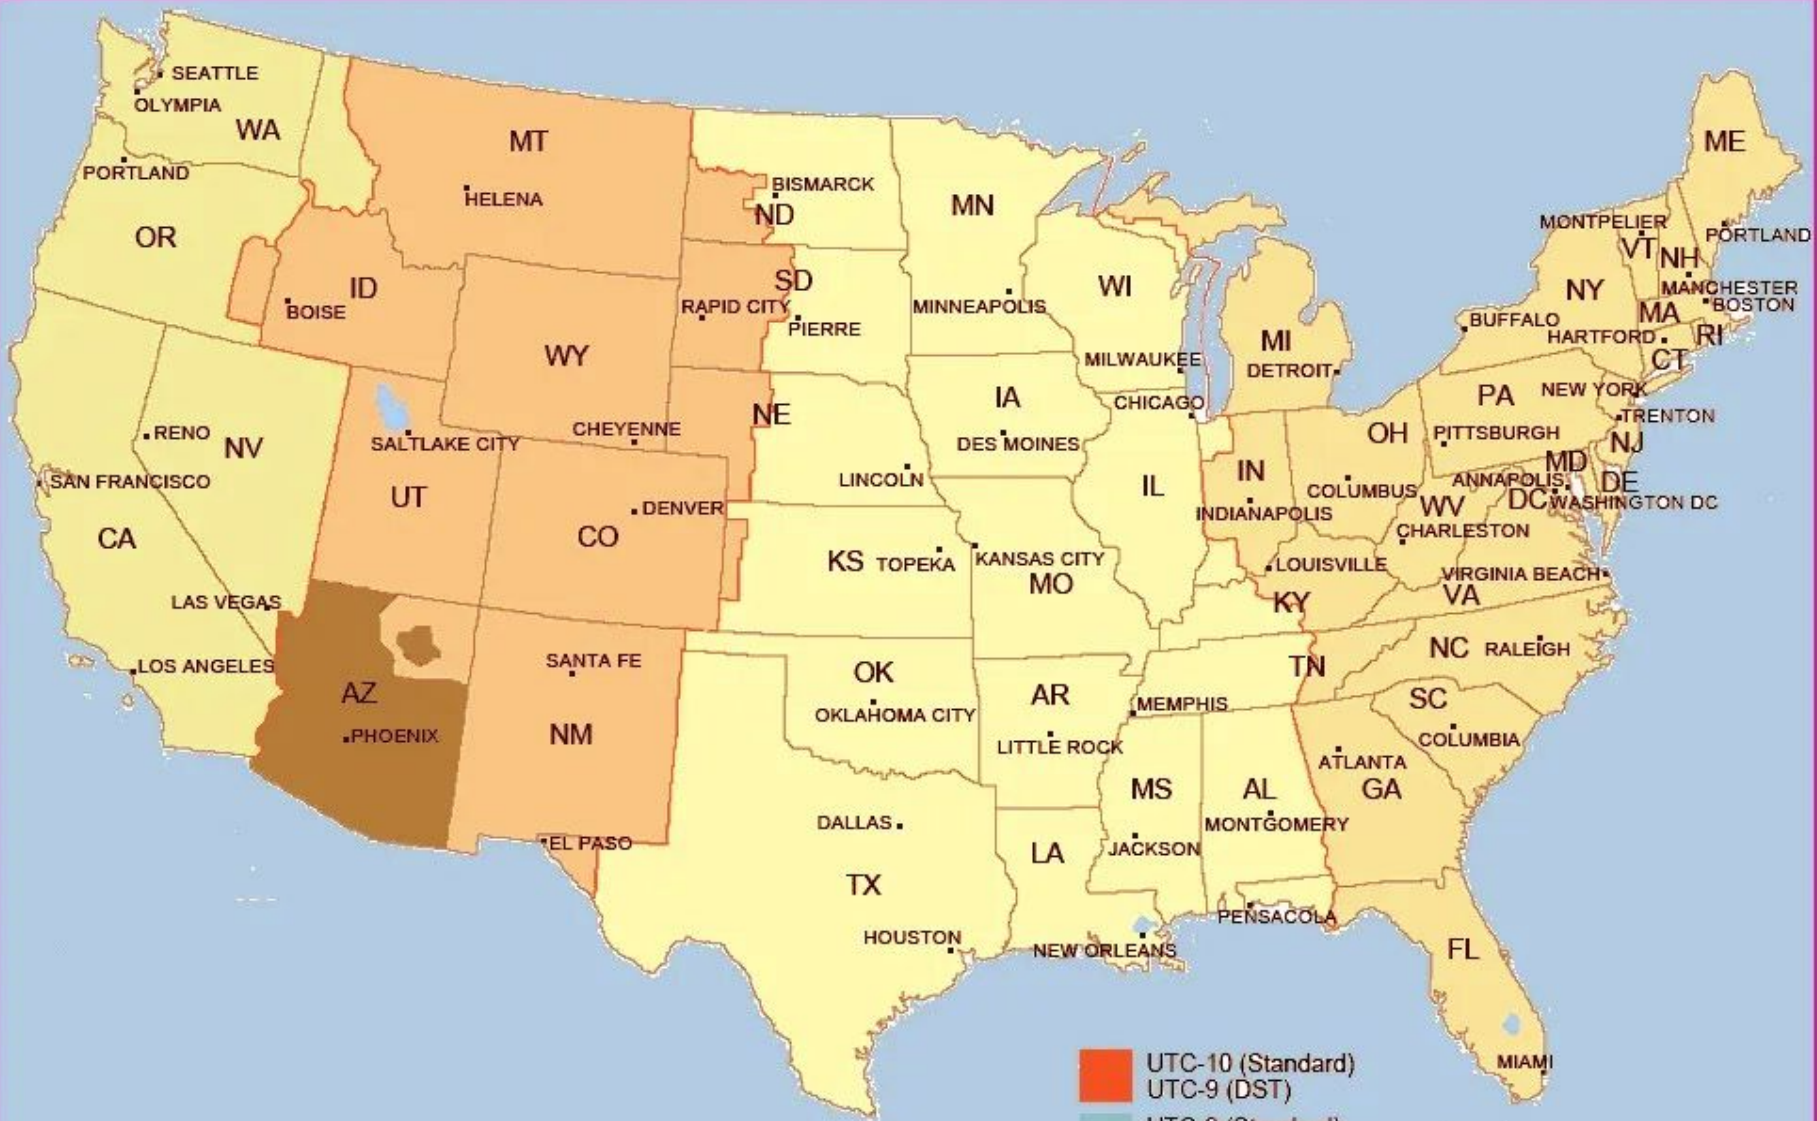 SEATTLE
OLYMPIA
WA
PORTLAND
OR
MT
HELENA
ID
BOISE
WY
CHEYENNE
BISMARCK
ND
SD
RAPID CITY
PIERRE
NE
LINCOLN
MN
MINNEAPOLIS
WI
MILWAUKEE
IA
DES MOINES
CHICAGO
IL
MI
DETROIT
ME
MONTPELIER
VT
NH
PORTLAND
MANCHESTER
BOSTON
MA
RI
NY
BUFFALO
HARTFORD
CT
PA
NEW YORK
TRENTON
PITTSBURGH
NJ
OH
COLUMBUS
IN
INDIANAPOLIS
MD
ANNAPOLIS
DE
DC
WASHINGTON DC
WV
CHARLESTON
LOUISVILLE
VIRGINIA BEACH
VA
KY
RENO
NV
SAN FRANCISCO
CA
LAS VEGAS
LOS ANGELES
SALTLAKE CITY
UT
DENVER
CO
KS
TOPEKA
KANSAS CITY
MO
AZ
PHOENIX
SANTA FE
NM
EL PASO
OK
OKLAHOMA CITY
AR
LITTLE ROCK
TN
MEMPHIS
NC
RALEIGH
SC
COLUMBIA
ATLANTA
GA
MS
JACKSON
AL
MONTGOMERY
DALLAS
TX
HOUSTON
LA
NEW ORLEANS
PENSACOLA
FL
MIAMI
UTC-10 (Standard)
UTC-9 (DST)